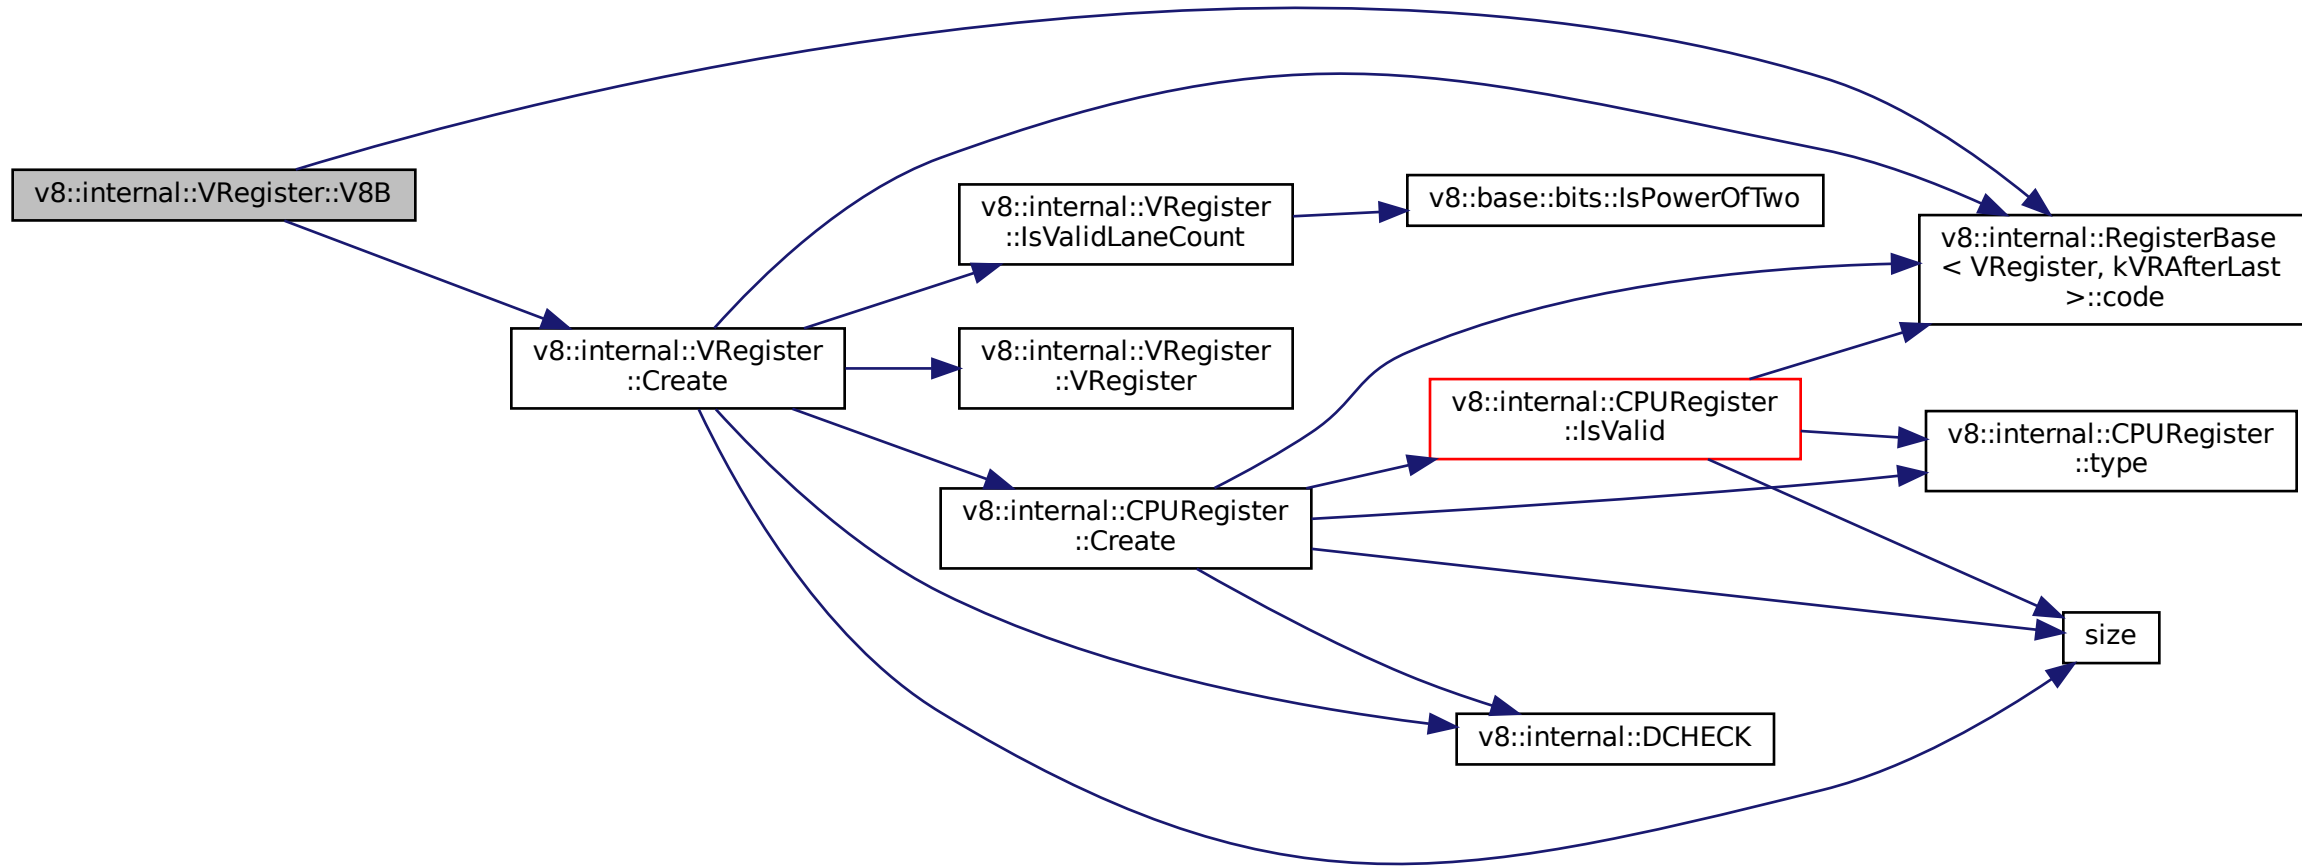 v8::internal::VRegister::V8B
v8::internal::VRegister
::IsValidLaneCount
v8::base::bits::IsPowerOfTwo
v8::internal::RegisterBase
< VRegister, kVRAfterLast
>::code
v8::internal::VRegister
::Create
v8::internal::VRegister
::VRegister
v8::internal::CPURegister
::IsValid
v8::internal::CPURegister
::type
v8::internal::CPURegister
::Create
size
v8::internal::DCHECK